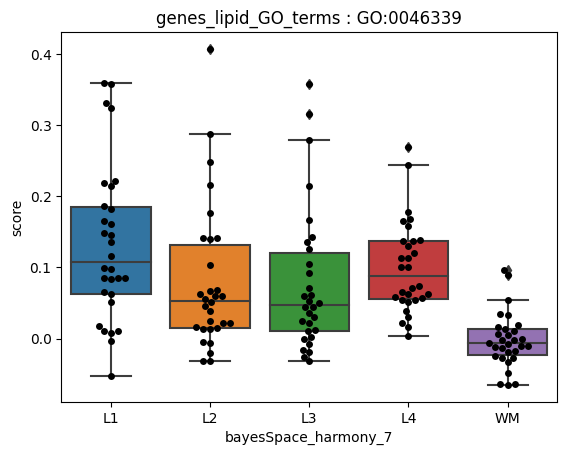 genes_lipid_GO_terms : GO:0046339
0.4
0.3
0.2
0.1
0.0
score
L1 L2 L3 L4 WM
bayesSpace_harmony_7